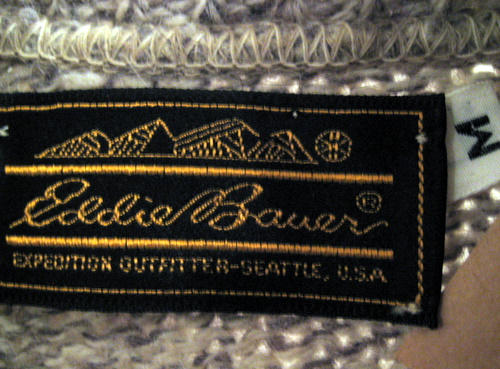 Eddie Bauer®
EXPEDITION OUTFITTER-SEATTLE, U.S.A
M